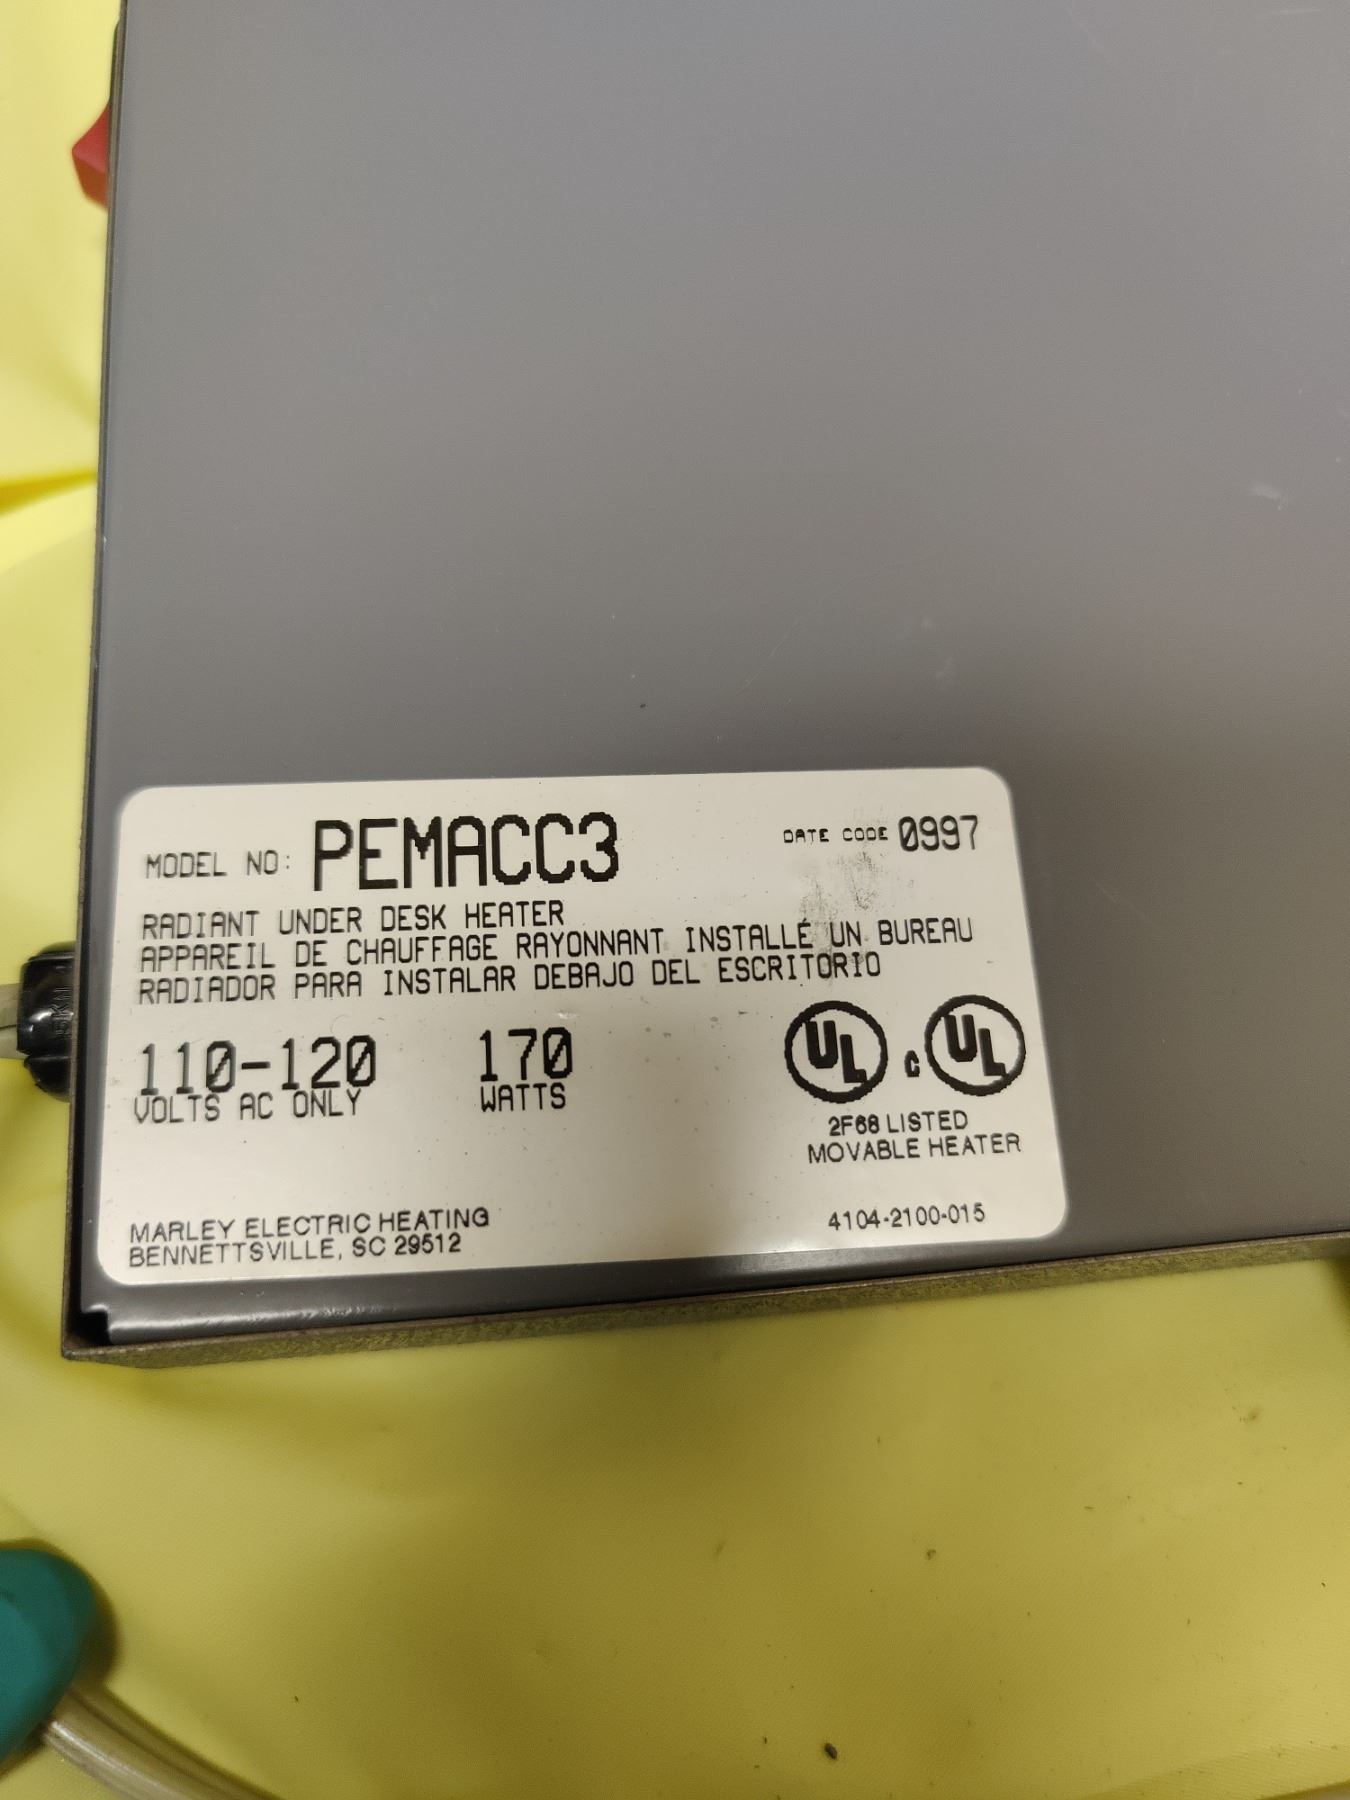 MODEL NO: PEMACC3
DATE CODE 0997
RADIANT UNDER DESK HEATER
APPAREIL DE CHAUFFAGE RAYONNANT INSTALLÉ UN BUREAU
RADIADOR PARA INSTALAR DEBAJO DEL ESCRITORIO
110-120
VOLTS AC ONLY
170
WATTS
UL C UL
2F68 LISTED
MOVABLE HEATER
MARLEY ELECTRIC HEATING
BENNETTSVILLE, SC 29512
4104-2100-015